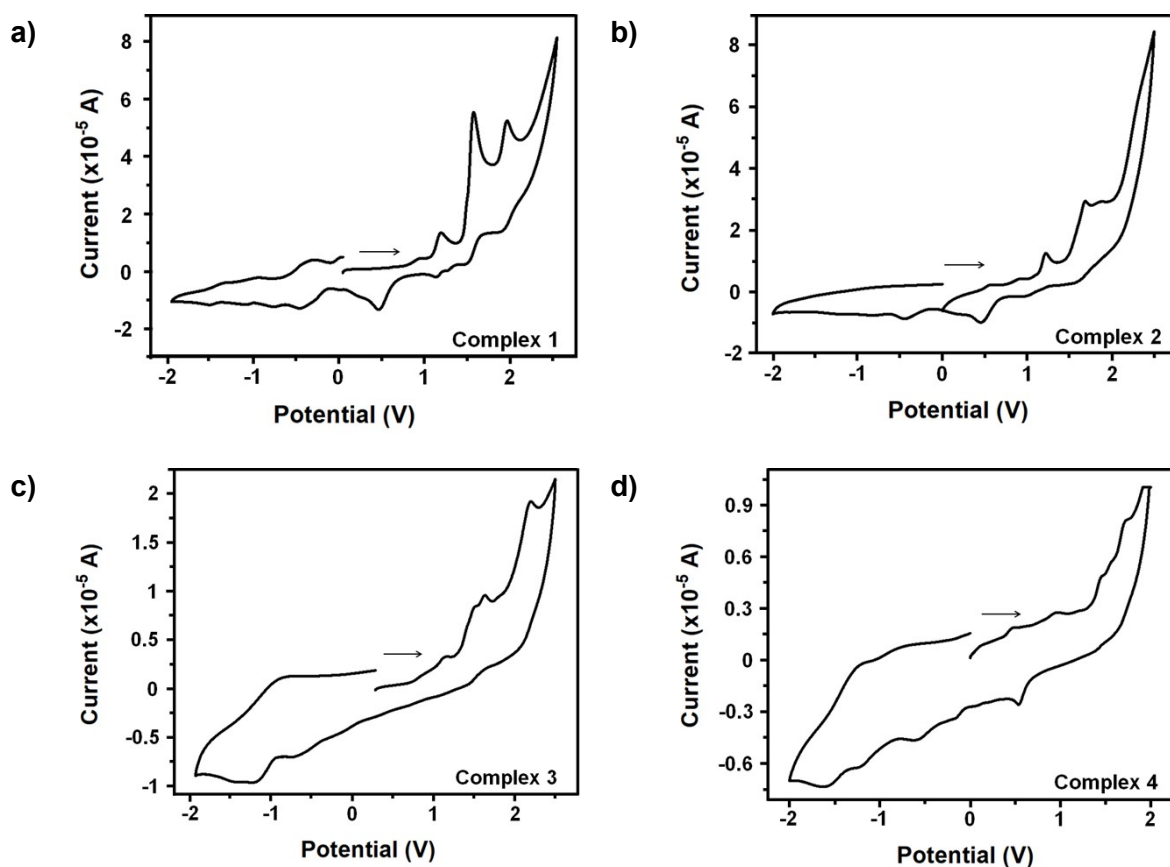 a)
Current (x10⁻⁵ A)
8
6
4
2
0
-2
-2 -1 0 1 2
Complex 1
Potential (V)
b)
Current (x10⁻⁵ A)
8
6
4
2
0
-2
-2 -1 0 1 2
Complex 2
Potential (V)
c)
Current (x10⁻⁵ A)
2
1.5
1
0.5
0
-0.5
-1
-2 -1 0 1 2
Complex 3
Potential (V)
d)
Current (x10⁻⁵ A)
0.9
0.6
0.3
0
-0.3
-0.6
-2 -1 0 1 2
Complex 4
Potential (V)